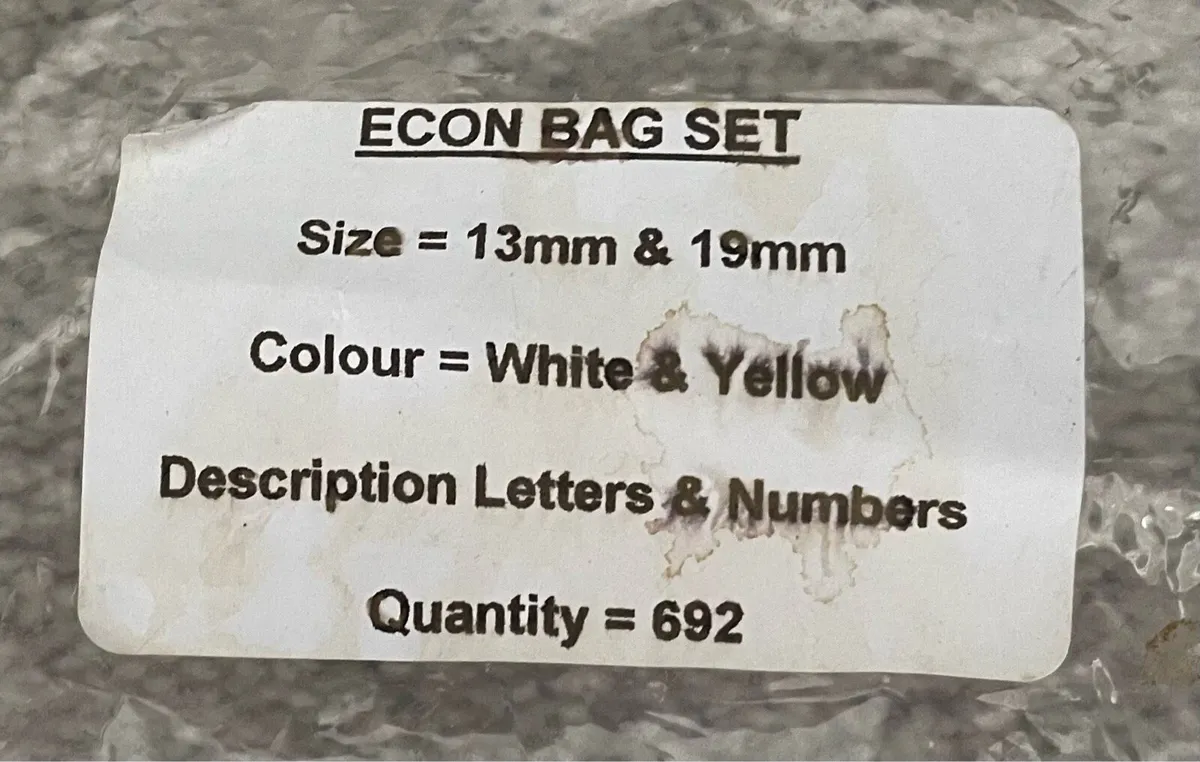 ECON BAG SET
Size = 13mm & 19mm
Colour = White & Yellow
Description Letters & Numbers
Quantity = 692